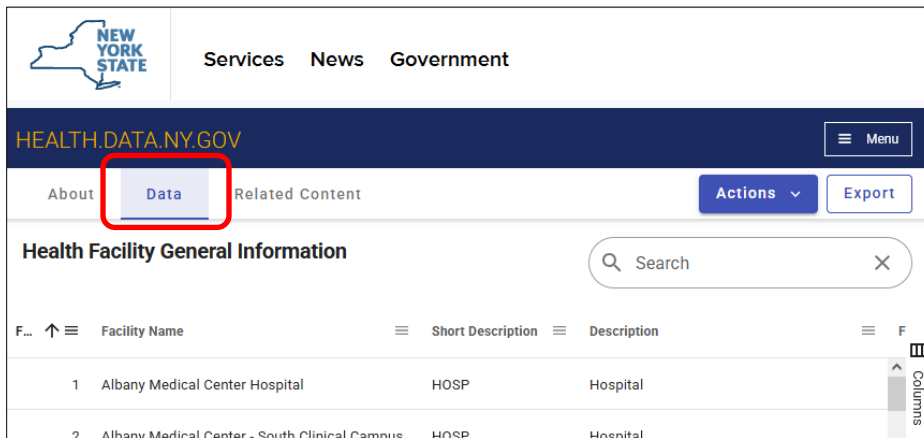 NEW
YORK
STATE
Services News Government
HEALTH.DATA.NY.GOV
Menu
About Data Related Content Actions Export
Health Facility General Information
Search
F... Facility Name Short Description Description F
1 Albany Medical Center Hospital HOSP Hospital
2 Albany Medical Center - South Clinical Campus HOSP Hospital
Columns